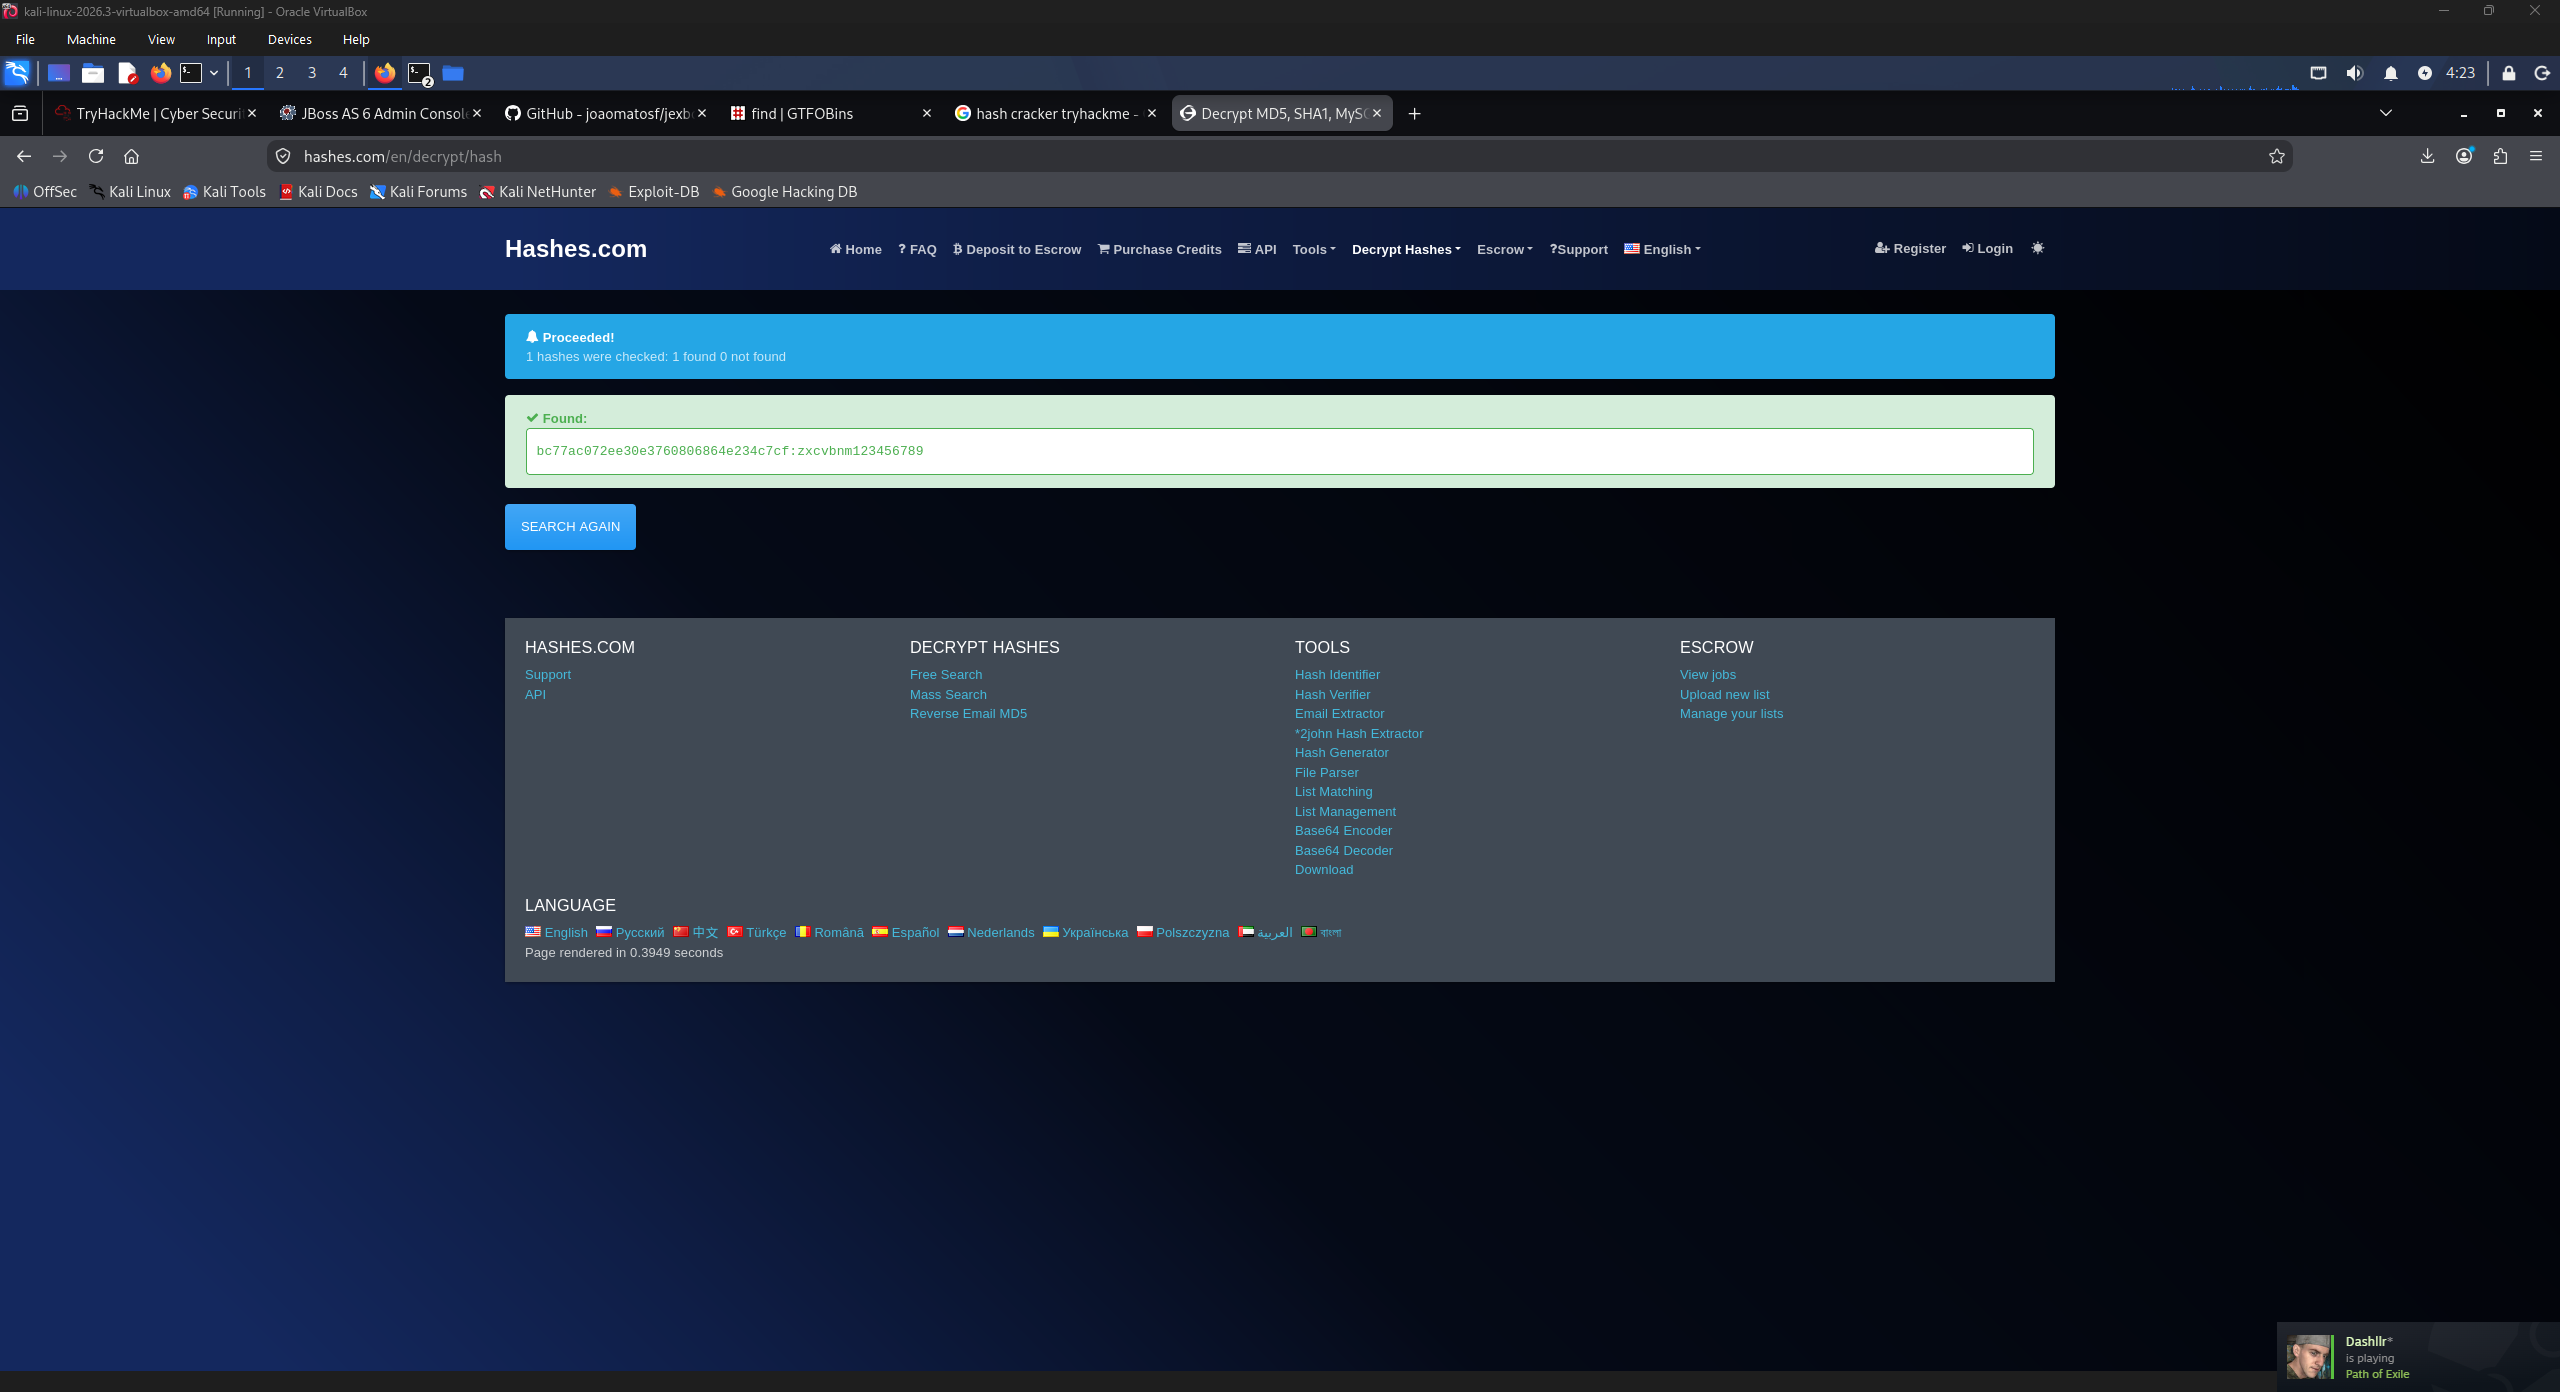 kali-linux-2026.3-virtualbox-amd64 [Running] - Oracle VirtualBox
File Machine View Input Devices Help
1 2 3 4
2
4:23
TryHackMe | Cyber Securi
JBoss AS 6 Admin Console
GitHub - joaomatosf/jexbo
find | GTFOBins
hash cracker tryhackme -
Decrypt MD5, SHA1, MySQ
hashes.com/en/decrypt/hash
OffSec Kali Linux Kali Tools Kali Docs Kali Forums Kali NetHunter Exploit-DB Google Hacking DB
Hashes.com
Home ? FAQ Deposit to Escrow Purchase Credits API Tools Decrypt Hashes Escrow ?Support English Register Login
Proceeded!
1 hashes were checked: 1 found 0 not found
Found:
bc77ac072ee30e3760806864e234c7cf:zxcvbnm123456789
SEARCH AGAIN
HASHES.COM
Support
API
DECRYPT HASHES
Free Search
Mass Search
Reverse Email MD5
TOOLS
Hash Identifier
Hash Verifier
Email Extractor
*2john Hash Extractor
Hash Generator
File Parser
List Matching
List Management
Base64 Encoder
Base64 Decoder
Download
ESCROW
View jobs
Upload new list
Manage your lists
LANGUAGE
English Русский 中文 Türkçe Română Español Nederlands Українська Polszczyzna العربية বাংলা
Page rendered in 0.3949 seconds
Dashllr*
is playing
Path of Exile